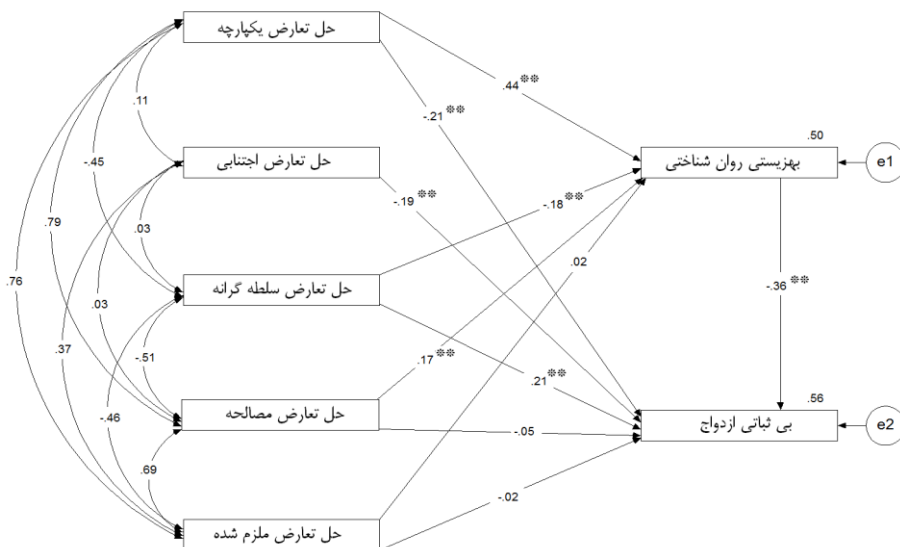 حل تعارض یکپارچه
.44**
.11
-.21**
.50
حل تعارض اجتنابی
بهزیستی روان شناختی
e1
-.45
-.19**
-.18**
.79
.03
.02
.76
حل تعارض سلطه گرانه
-.36**
.03
.37
-.51
.17**
.21**
-.46
.56
حل تعارض مصالحه
-.05
بی ثباتی ازدواج
e2
.69
-.02
حل تعارض ملزم شده